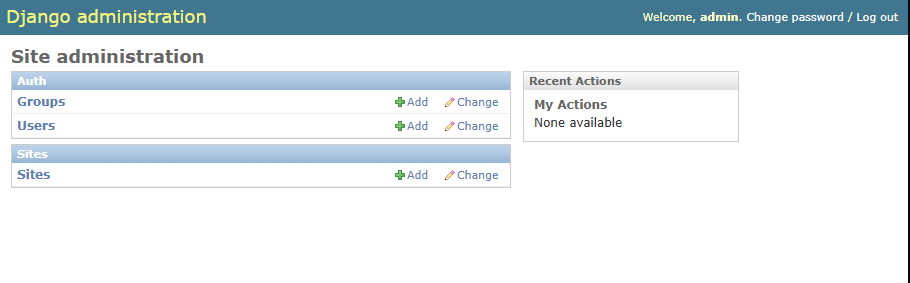 Django administration
Welcome, admin. Change password / Log out
Site administration
Auth
Groups Add Change
Users Add Change
Sites
Sites Add Change
Recent Actions
My Actions
None available